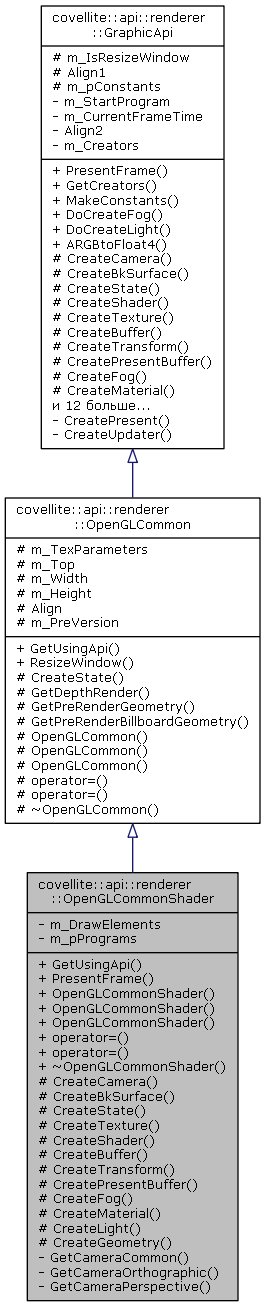 covellite::api::renderer
::GraphicApi
# m_IsResizeWindow
# Align1
# m_pConstants
- m_StartProgram
- m_CurrentFrameTime
- Align2
- m_Creators
+ PresentFrame()
+ GetCreators()
+ MakeConstants()
+ DoCreateFog()
+ DoCreateLight()
+ ARGBtoFloat4()
# CreateCamera()
# CreateBkSurface()
# CreateState()
# CreateShader()
# CreateTexture()
# CreateBuffer()
# CreateTransform()
# CreatePresentBuffer()
# CreateFog()
# CreateMaterial()
и 12 больше...
- CreatePresent()
- CreateUpdater()
covellite::api::renderer
::OpenGLCommon
# m_TexParameters
# m_Top
# m_Width
# m_Height
# Align
# m_PreVersion
+ GetUsingApi()
+ ResizeWindow()
# CreateState()
# GetDepthRender()
# GetPreRenderGeometry()
# GetPreRenderBillboardGeometry()
# OpenGLCommon()
# OpenGLCommon()
# OpenGLCommon()
# operator=()
# operator=()
# ~OpenGLCommon()
covellite::api::renderer
::OpenGLCommonShader
- m_DrawElements
- m_pPrograms
+ GetUsingApi()
+ PresentFrame()
+ OpenGLCommonShader()
+ OpenGLCommonShader()
+ OpenGLCommonShader()
+ operator=()
+ operator=()
+ ~OpenGLCommonShader()
# CreateCamera()
# CreateBkSurface()
# CreateState()
# CreateTexture()
# CreateShader()
# CreateBuffer()
# CreateTransform()
# CreatePresentBuffer()
# CreateFog()
# CreateMaterial()
# CreateLight()
# CreateGeometry()
- GetCameraCommon()
- GetCameraOrthographic()
- GetCameraPerspective()